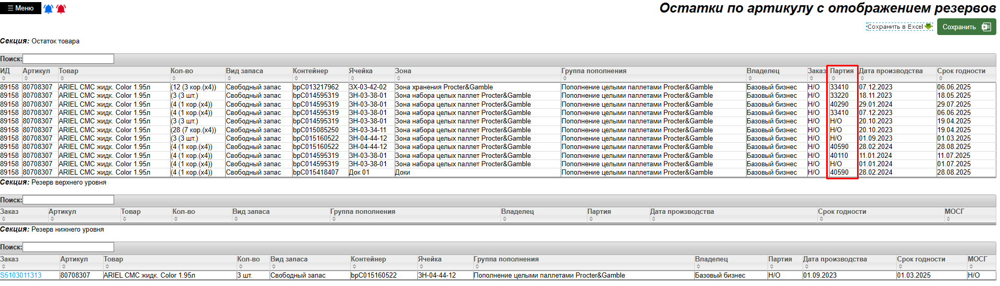 ☰ Меню
Остатки по артикулу с отображением резервов
Сохранить в Excel
Сохранить
Секция: Остаток товара
Поиск:
ИД Артикул Товар Кол-во Вид запаса Контейнер Ячейка Зона Группа пополнения Владелец Заказ Партия Дата производства Срок годности
89158 80708307 ARIEL СМС жидк. Color 1.95л (12 (3 кор.(x4)) Свободный запас bpC013217962 ЗХ-03-42-02 Зона хранения Procter&Gamble Пополнение целыми паллетами Procter&Gamble Базовый бизнес Н/О 33410 07.12.2023 06.06.2025
89158 80708307 ARIEL СМС жидк. Color 1.95л (3 (3 шт.) Свободный запас bpC014595319 ЗН-03-38-01 Зона набора целых паллет Procter&Gamble Пополнение целыми паллетами Procter&Gamble Базовый бизнес Н/О 33220 18.11.2023 18.05.2025
89158 80708307 ARIEL СМС жидк. Color 1.95л (4 (1 кор.(x4)) Свободный запас bpC014595319 ЗН-03-38-01 Зона набора целых паллет Procter&Gamble Пополнение целыми паллетами Procter&Gamble Базовый бизнес Н/О 40290 29.01.2024 29.07.2025
89158 80708307 ARIEL СМС жидк. Color 1.95л (4 (1 кор.(x4)) Свободный запас bpC014595319 ЗН-03-38-01 Зона набора целых паллет Procter&Gamble Пополнение целыми паллетами Procter&Gamble Базовый бизнес Н/О 33410 07.12.2023 06.06.2025
89158 80708307 ARIEL СМС жидк. Color 1.95л (3 (3 шт.) Свободный запас bpC014595319 ЗН-03-38-01 Зона набора целых паллет Procter&Gamble Пополнение целыми паллетами Procter&Gamble Базовый бизнес Н/О Н/О 20.10.2023 19.04.2025
89158 80708307 ARIEL СМС жидк. Color 1.95л (28 (7 кор.(x4)) Свободный запас bpC015085250 ЗН-03-34-11 Зона набора целых паллет Procter&Gamble Пополнение целыми паллетами Procter&Gamble Базовый бизнес Н/О Н/О 20.10.2023 19.04.2025
89158 80708307 ARIEL СМС жидк. Color 1.95л (3 (3 шт.) Свободный запас bpC015160522 ЗН-04-44-12 Зона набора целых паллет Procter&Gamble Пополнение целыми паллетами Procter&Gamble Базовый бизнес Н/О Н/О 01.09.2023 01.03.2025
89158 80708307 ARIEL СМС жидк. Color 1.95л (4 (1 кор.(x4)) Свободный запас bpC015160522 ЗН-04-44-12 Зона набора целых паллет Procter&Gamble Пополнение целыми паллетами Procter&Gamble Базовый бизнес Н/О 40590 28.02.2024 28.08.2025
89158 80708307 ARIEL СМС жидк. Color 1.95л (4 (1 кор.(x4)) Свободный запас bpC014595319 ЗН-03-38-01 Зона набора целых паллет Procter&Gamble Пополнение целыми паллетами Procter&Gamble Базовый бизнес Н/О 40110 11.01.2024 11.07.2025
89158 80708307 ARIEL СМС жидк. Color 1.95л (4 (1 кор.(x4)) Свободный запас bpC014595319 ЗН-03-38-01 Зона набора целых паллет Procter&Gamble Пополнение целыми паллетами Procter&Gamble Базовый бизнес Н/О Н/О 01.01.2024 01.07.2025
89158 80708307 ARIEL СМС жидк. Color 1.95л (4 (1 кор.(x4)) Свободный запас bpC015418407 Док 01 Доки Пополнение целыми паллетами Procter&Gamble Базовый бизнес Н/О 40590 28.02.2024 28.08.2025
Секция: Резерв верхнего уровня
Поиск:
Заказ Артикул Товар Кол-во Вид запаса Группа пополнения Владелец Партия Дата производства Срок годности МОСГ
Секция: Резерв нижнего уровня
Поиск:
Заказ Артикул Товар Кол-во Вид запаса Контейнер Ячейка Группа пополнения Владелец Партия Дата производства Срок годности МОСГ
S5103011313 80708307 ARIEL СМС жидк. Color 1.95л 3 шт. Свободный запас bpC015160522 ЗН-04-44-12 Пополнение целыми паллетами Procter&Gamble Базовый бизнес Н/О 01.09.2023 01.03.2025 Н/О